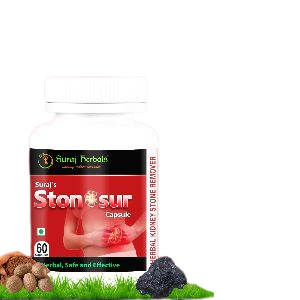 Suraj Herbals
Suraj's
Stonosur
Capsule
60
Herbal, Safe and Effective
HERBAL KIDNEY STONE REMOVER